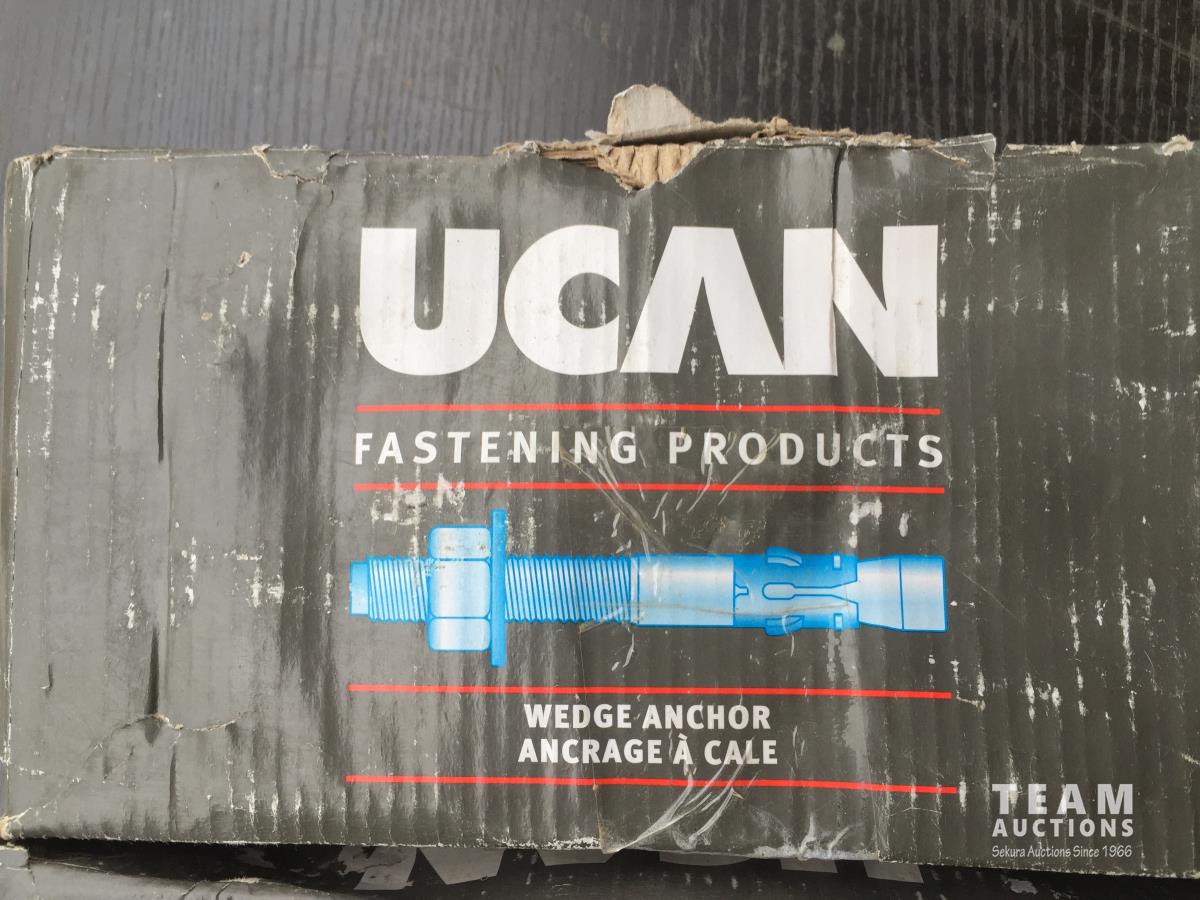 UCAN
FASTENING PRODUCTS
WEDGE ANCHOR
ANCRAGE À CALE
TEAM
AUCTIONS
Sekura Auctions Since 1966